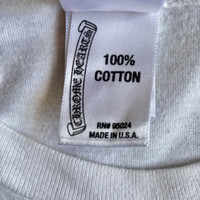 CHROME HEARTS
100%
COTTON
RN# 95024
MADE IN U.S.A.